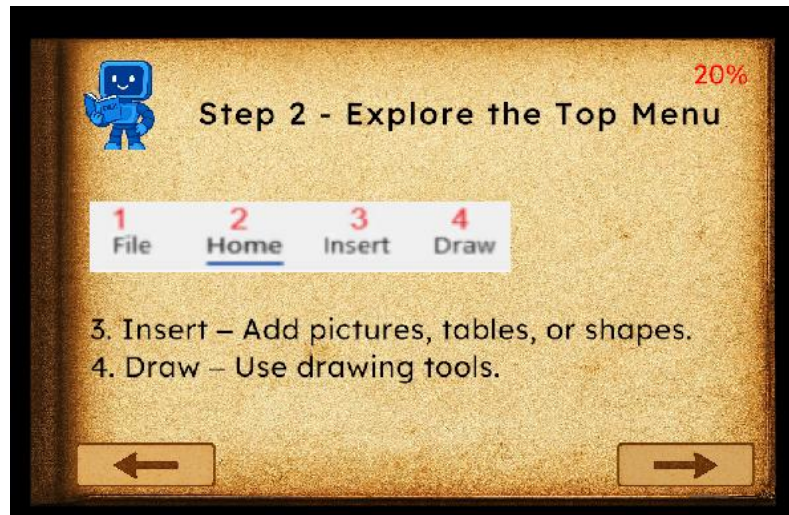 20%
Step 2 - Explore the Top Menu
1 2 3 4
File Home Insert Draw
3. Insert – Add pictures, tables, or shapes.
4. Draw – Use drawing tools.